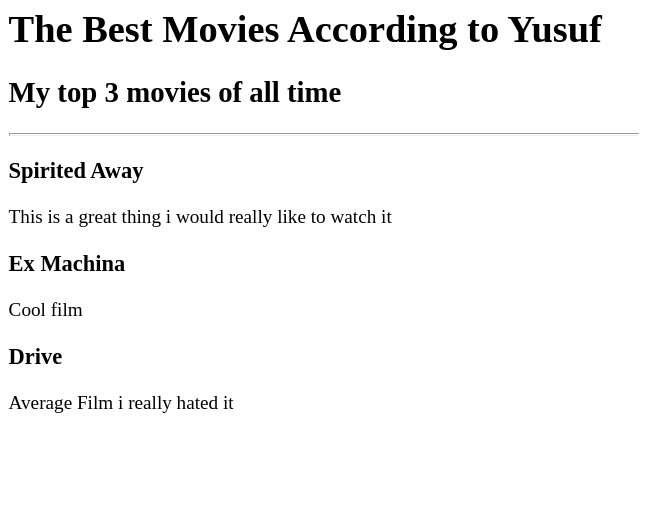 The Best Movies According to Yusuf
My top 3 movies of all time
Spirited Away
This is a great thing i would really like to watch it
Ex Machina
Cool film
Drive
Average Film i really hated it